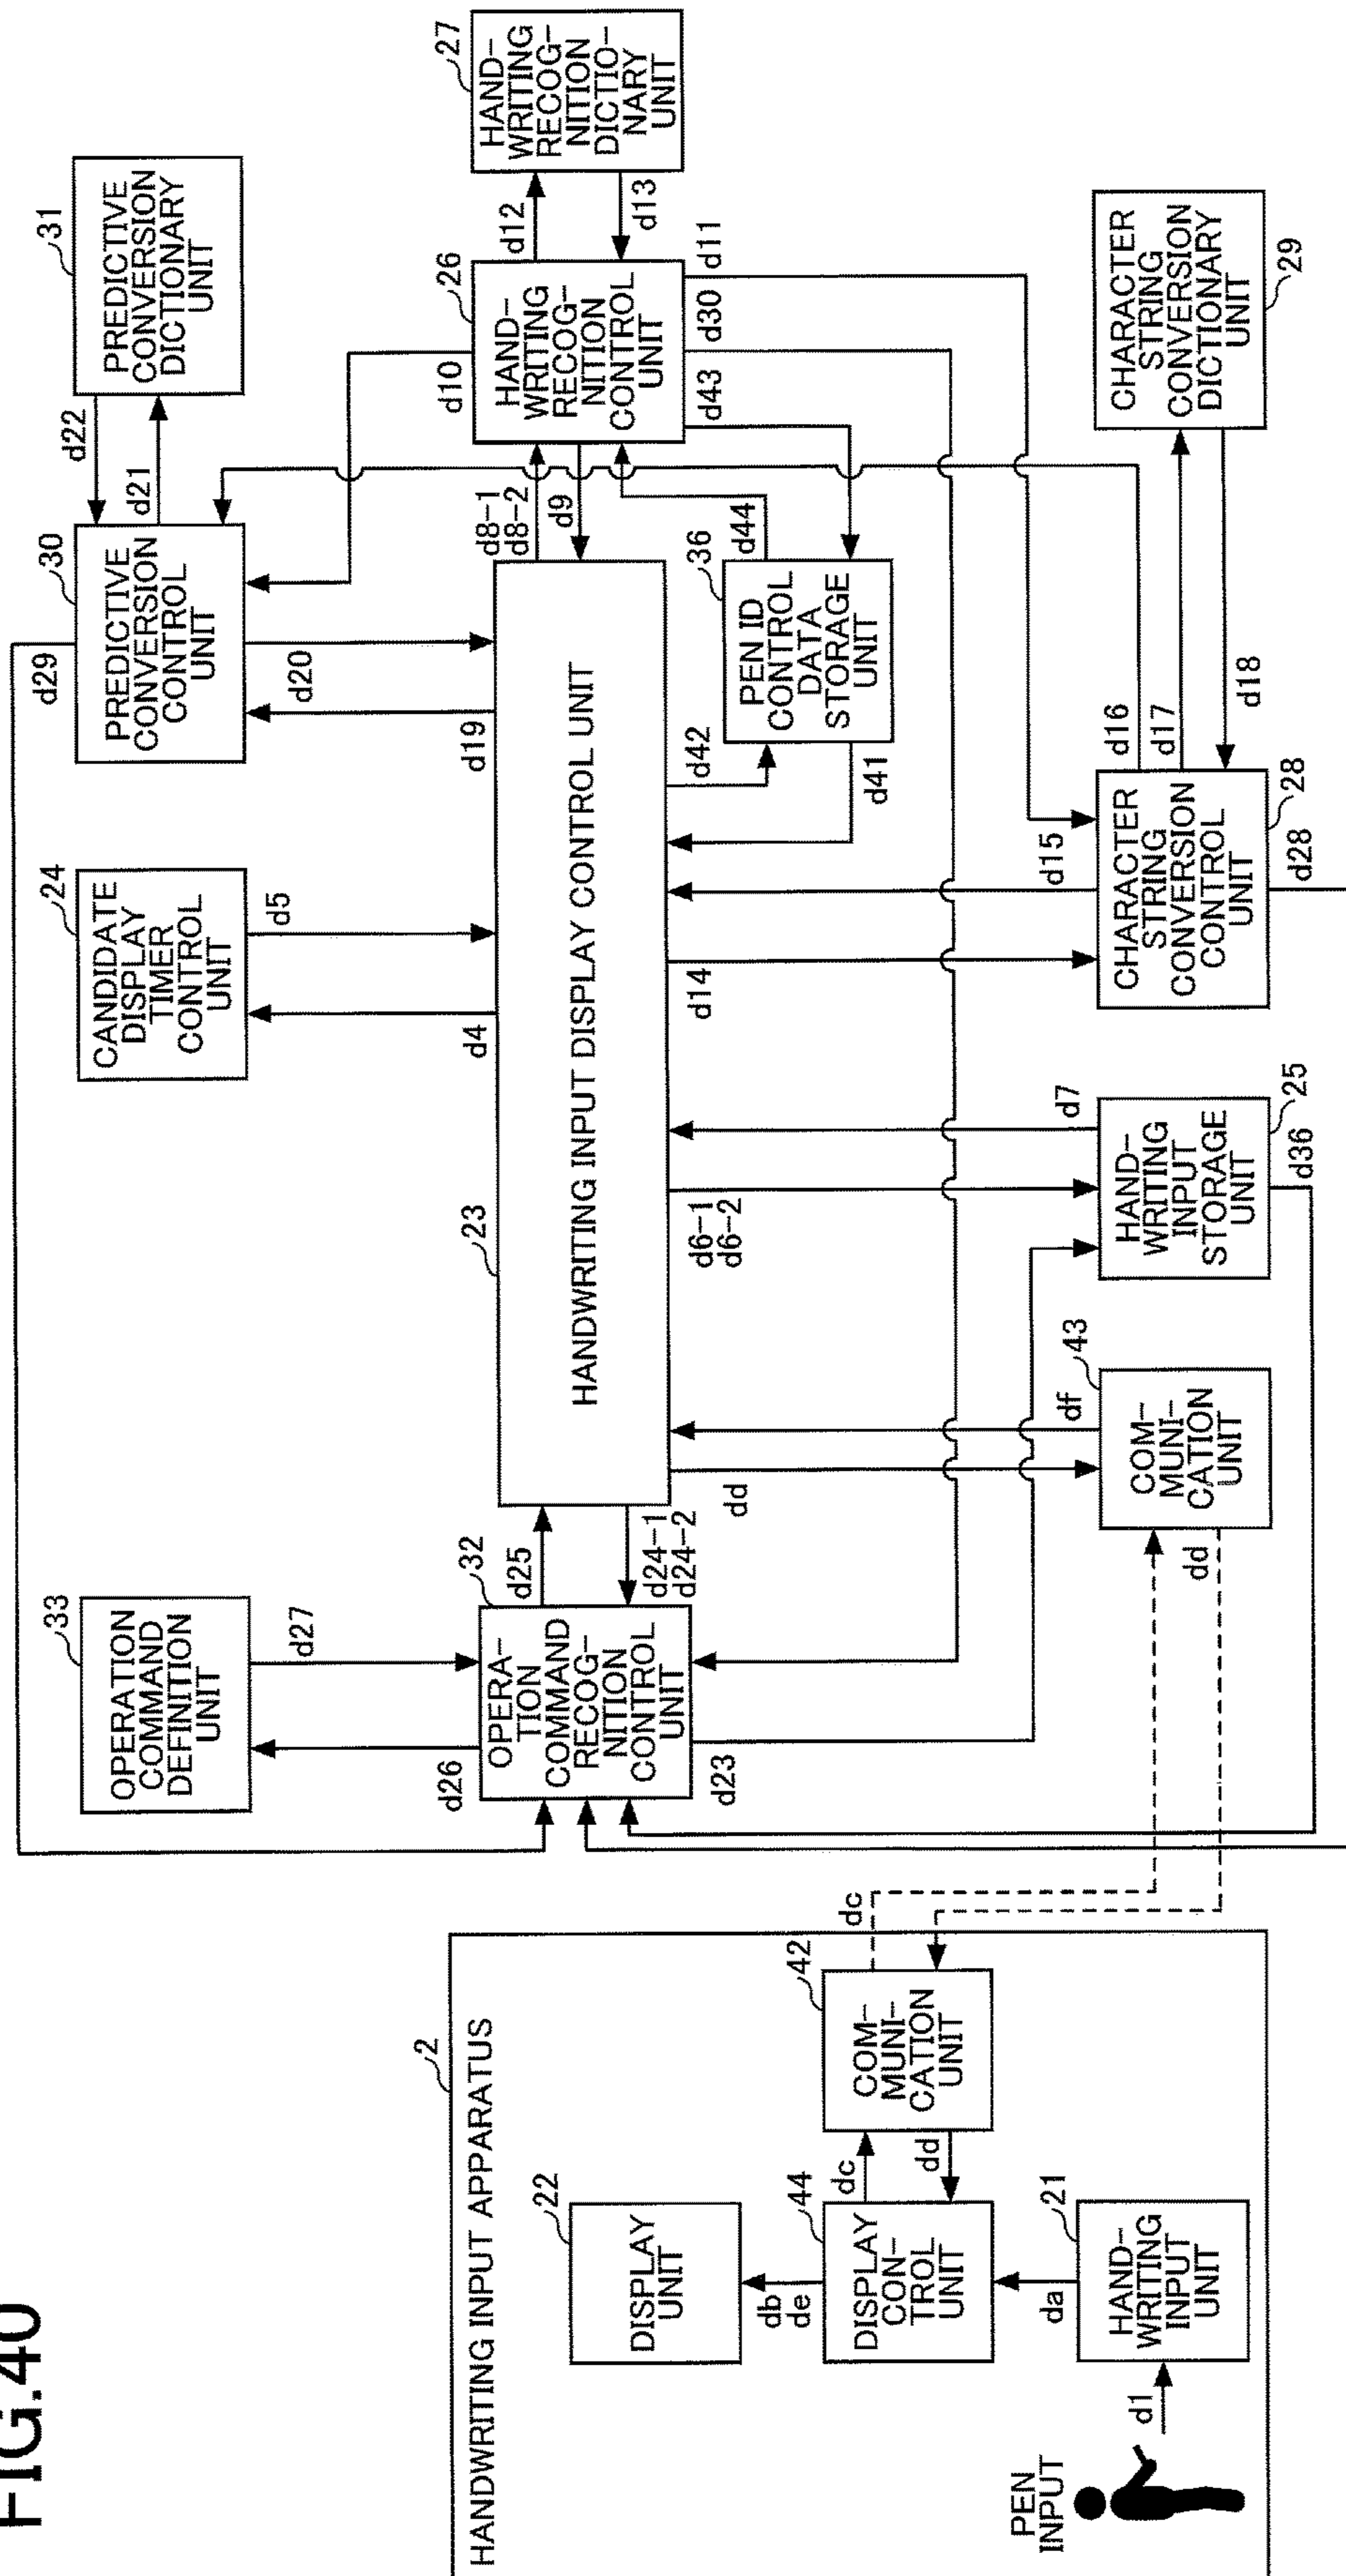 FIG.40
HANDWRITING INPUT APPARATUS
2
PEN
INPUT
d1
HAND-
WRITING
INPUT
UNIT
21
da
DISPLAY
CON-
TROL
UNIT
44
db
de
DISPLAY
UNIT
22
dc
dd
COM-
MUNI-
CATION
UNIT
42
dc
dd
OPERATION
COMMAND
DEFINITION
UNIT
33
d27
d26
OPERA-
TION
COMMAND
RECOG-
NITION
CONTROL
UNIT
32
d25
d24-1
d24-2
d23
HANDWRITING INPUT DISPLAY CONTROL UNIT
23
dd
df
COM-
MUNI-
CATION
UNIT
43
d6-1
d6-2
d7
HAND-
WRITING
INPUT
STORAGE
UNIT
25
d36
CANDIDATE
DISPLAY
TIMER
CONTROL
UNIT
24
d5
d4
d14
d15
CHARACTER
STRING
CONVERSION
CONTROL
UNIT
28
d28
d16
d17
d18
CHARACTER
STRING
CONVERSION
DICTIONARY
UNIT
29
d29
PREDICTIVE
CONVERSION
CONTROL
UNIT
30
d19
d20
d22
d21
PREDICTIVE
CONVERSION
DICTIONARY
UNIT
31
d42
d41
PEN ID
CONTROL
DATA
STORAGE
UNIT
36
d44
d8-1
d8-2
d9
d10
HAND-
WRITING
RECOG-
NITION
CONTROL
UNIT
26
d43
d30
d11
d12
d13
HAND-
WRITING
RECOG-
NITION
DICTIO-
NARY
UNIT
27